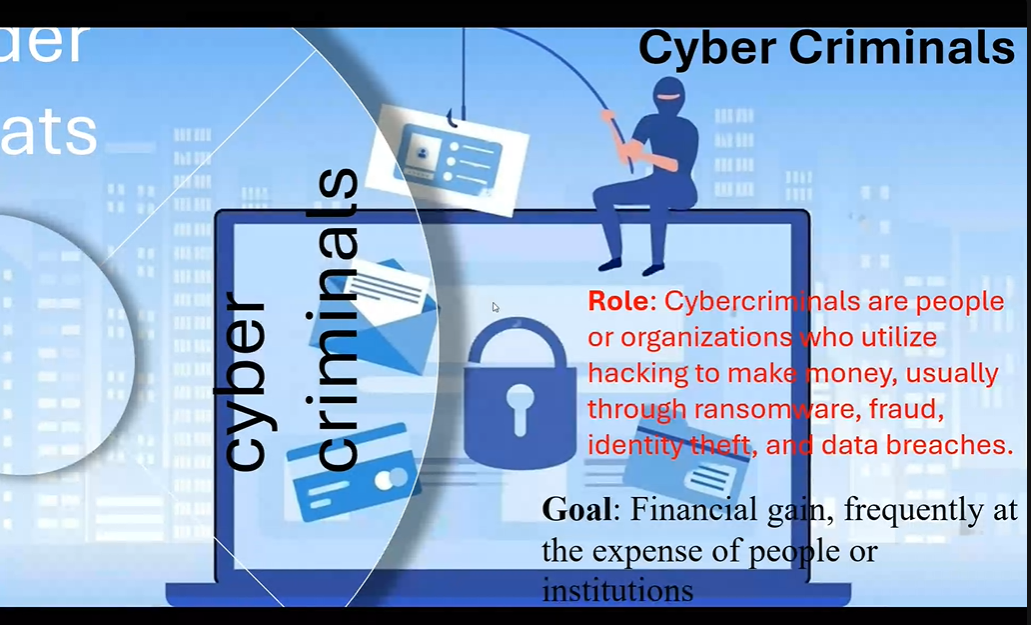 der
ats
cyber
criminals
Cyber Criminals
Role: Cybercriminals are people
or organizations who utilize
hacking to make money, usually
through ransomware, fraud,
identity theft, and data breaches.
Goal: Financial gain, frequently at
the expense of people or
institutions